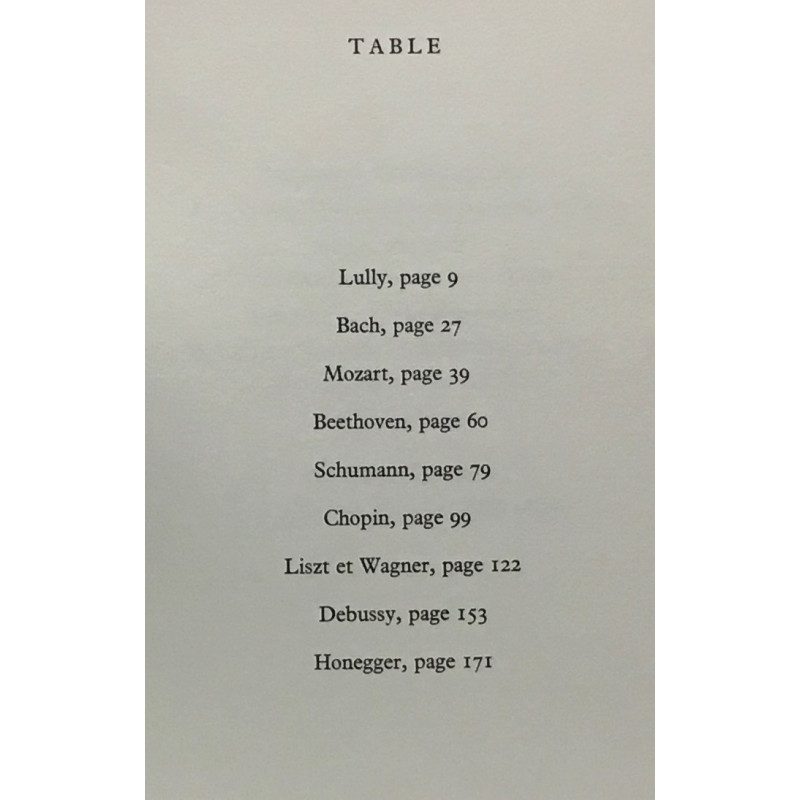 TABLE
Lully, page 9
Bach, page 27
Mozart, page 39
Beethoven, page 60
Schumann, page 79
Chopin, page 99
Liszt et Wagner, page 122
Debussy, page 153
Honegger, page 171